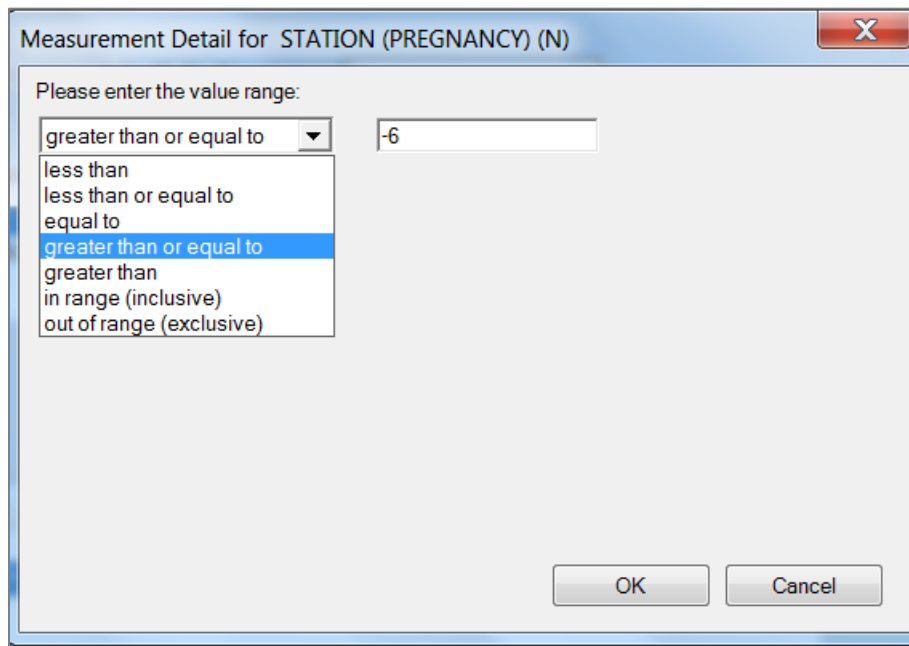 Measurement Detail for STATION (PREGNANCY) (N)
X
Please enter the value range:
greater than or equal to -6
less than
less than or equal to
equal to
greater than or equal to
greater than
in range (inclusive)
out of range (exclusive)
OK Cancel